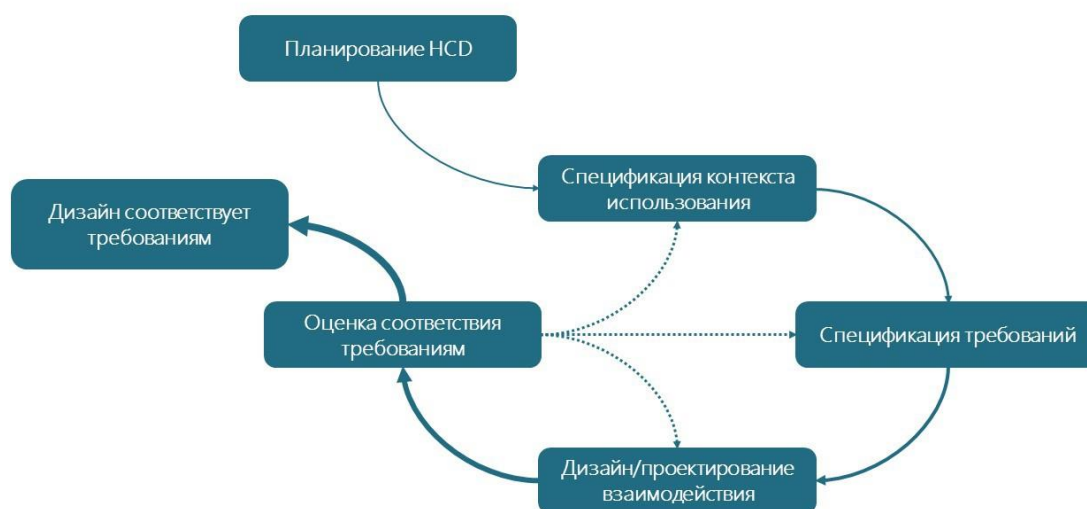 Планирование HCD
Спецификация контекста
использования
Дизайн соответствует
требованиям
Оценка соответствия
требованиям
Спецификация требований
Дизайн/проектирование
взаимодействия